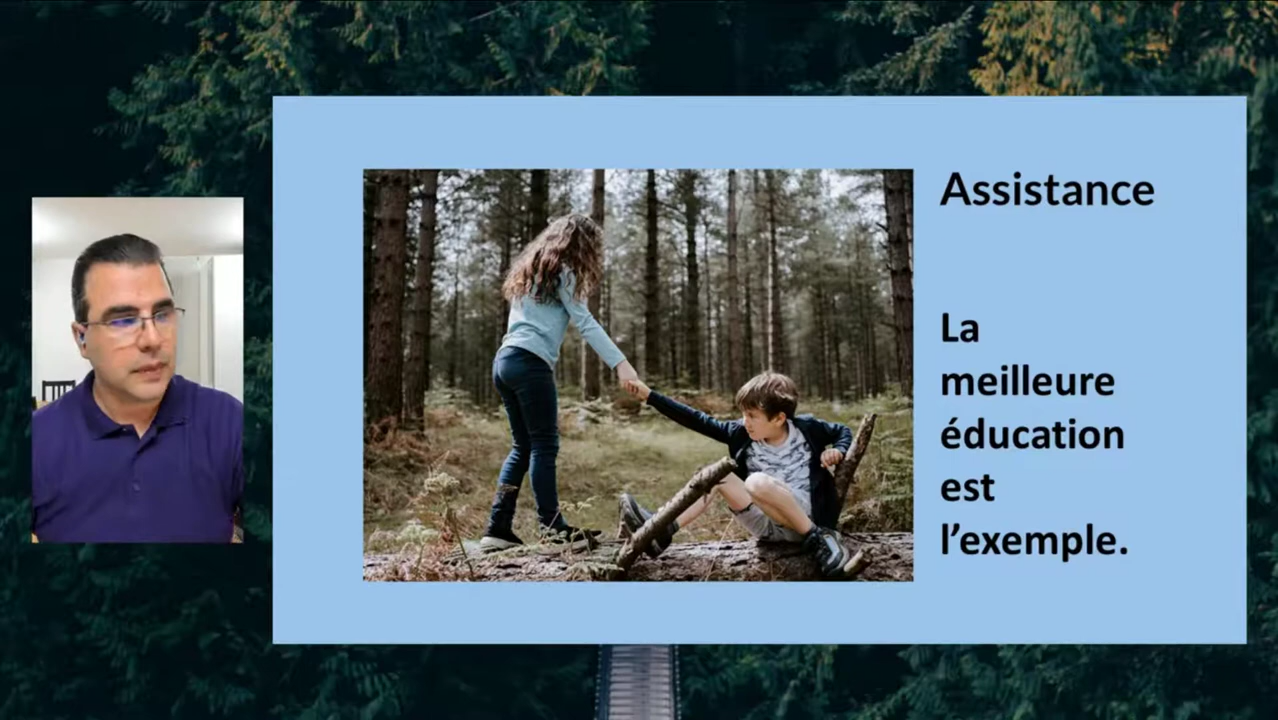 Assistance
La
meilleure
éducation
est
l’exemple.